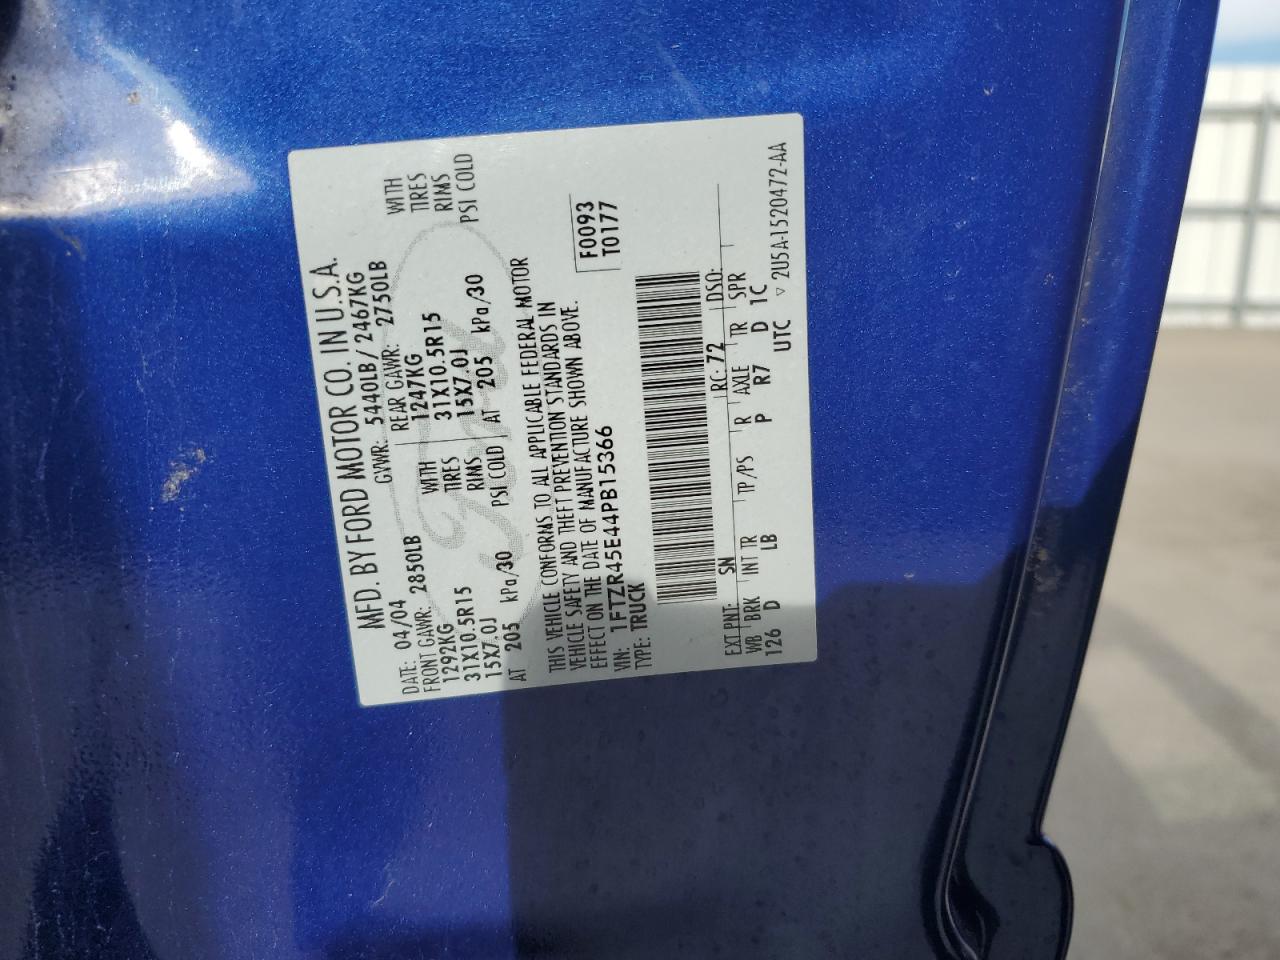 MFD. BY FORD MOTOR CO. IN U.S.A.
DATE: 04/04 GVWR: 5440LB / 2467KG
FRONT GAWR: 2850LB REAR GAWR: 2750LB
1292KG WITH 1247KG WITH
31X10.5R15 TIRES 31X10.5R15 TIRES
15X7.0J RIMS 15X7.0J RIMS
AT 205 kPa/30 PSI COLD AT 205 kPa/30 PSI COLD
Ford
THIS VEHICLE CONFORMS TO ALL APPLICABLE FEDERAL MOTOR
VEHICLE SAFETY AND THEFT PREVENTION STANDARDS IN
EFFECT ON THE DATE OF MANUFACTURE SHOWN ABOVE.
VIN: 1FTZR45E44PB15366 F0093
TYPE: TRUCK T0177
EXT PNT: SN RC: 72 DSO:
WB BRK INT TR TP/PS R AXLE TR SPR
126 D LB P R7 D 1C
UTC ▽ 2U5A-1520472-AA